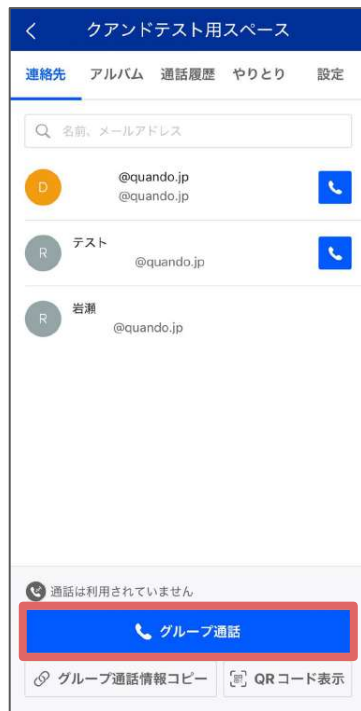 クアンドテスト用スペース
連絡先 アルバム 通話履歴 やりとり 設定
名前、メールアドレス
D
@quando.jp
@quando.jp
R
テスト
@quando.jp
R
岩瀬
@quando.jp
通話は利用されていません
グループ通話
グループ通話情報コピー QRコード表示